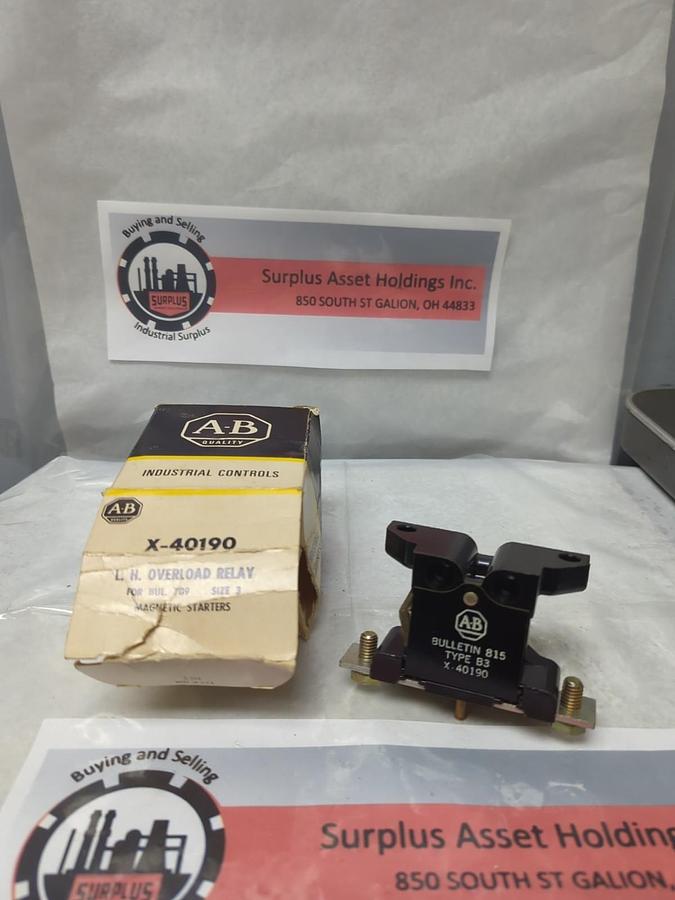 Buying and Selling
SURPLUS
Industrial Surplus
Surplus Asset Holdings Inc.
850 SOUTH ST GALION, OH 44833
A-B
QUALITY
INDUSTRIAL CONTROLS
A-B
X-40190
L. H. OVERLOAD RELAY
FOR BUL. 709 SIZE 3
MAGNETIC STARTERS
A-B
BULLETIN 815
TYPE B3
X-40190
Buying and Selling
SURPLUS
Surplus Asset Holding
850 SOUTH ST GALION,